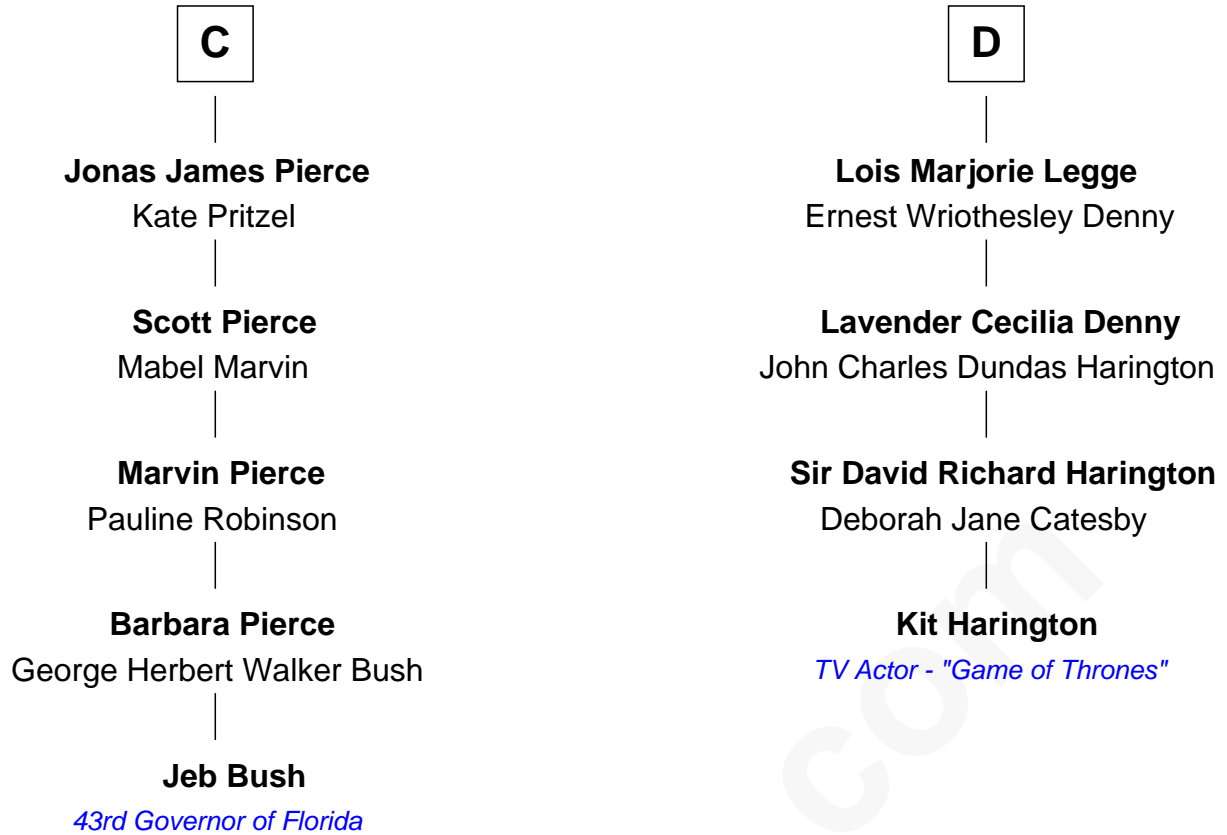 C
Jonas James Pierce
Kate Pritzel
Scott Pierce
Mabel Marvin
Marvin Pierce
Pauline Robinson
Barbara Pierce
George Herbert Walker Bush
Jeb Bush
43rd Governor of Florida
D
Lois Marjorie Legge
Ernest Wriothesley Denny
Lavender Cecilia Denny
John Charles Dundas Harington
Sir David Richard Harington
Deborah Jane Catesby
Kit Harington
TV Actor - "Game of Thrones"
com